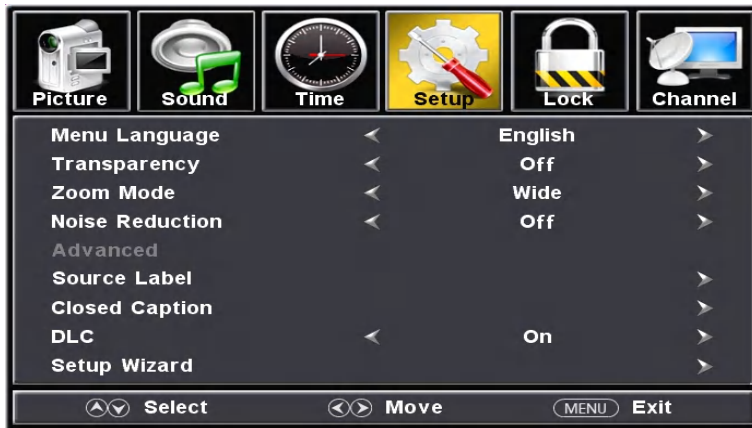 Picture Sound Time Setup Lock Channel
Menu Language English
Transparency Off
Zoom Mode Wide
Noise Reduction Off
Advanced
Source Label
Closed Caption
DLC On
Setup Wizard
Select Move MENU Exit